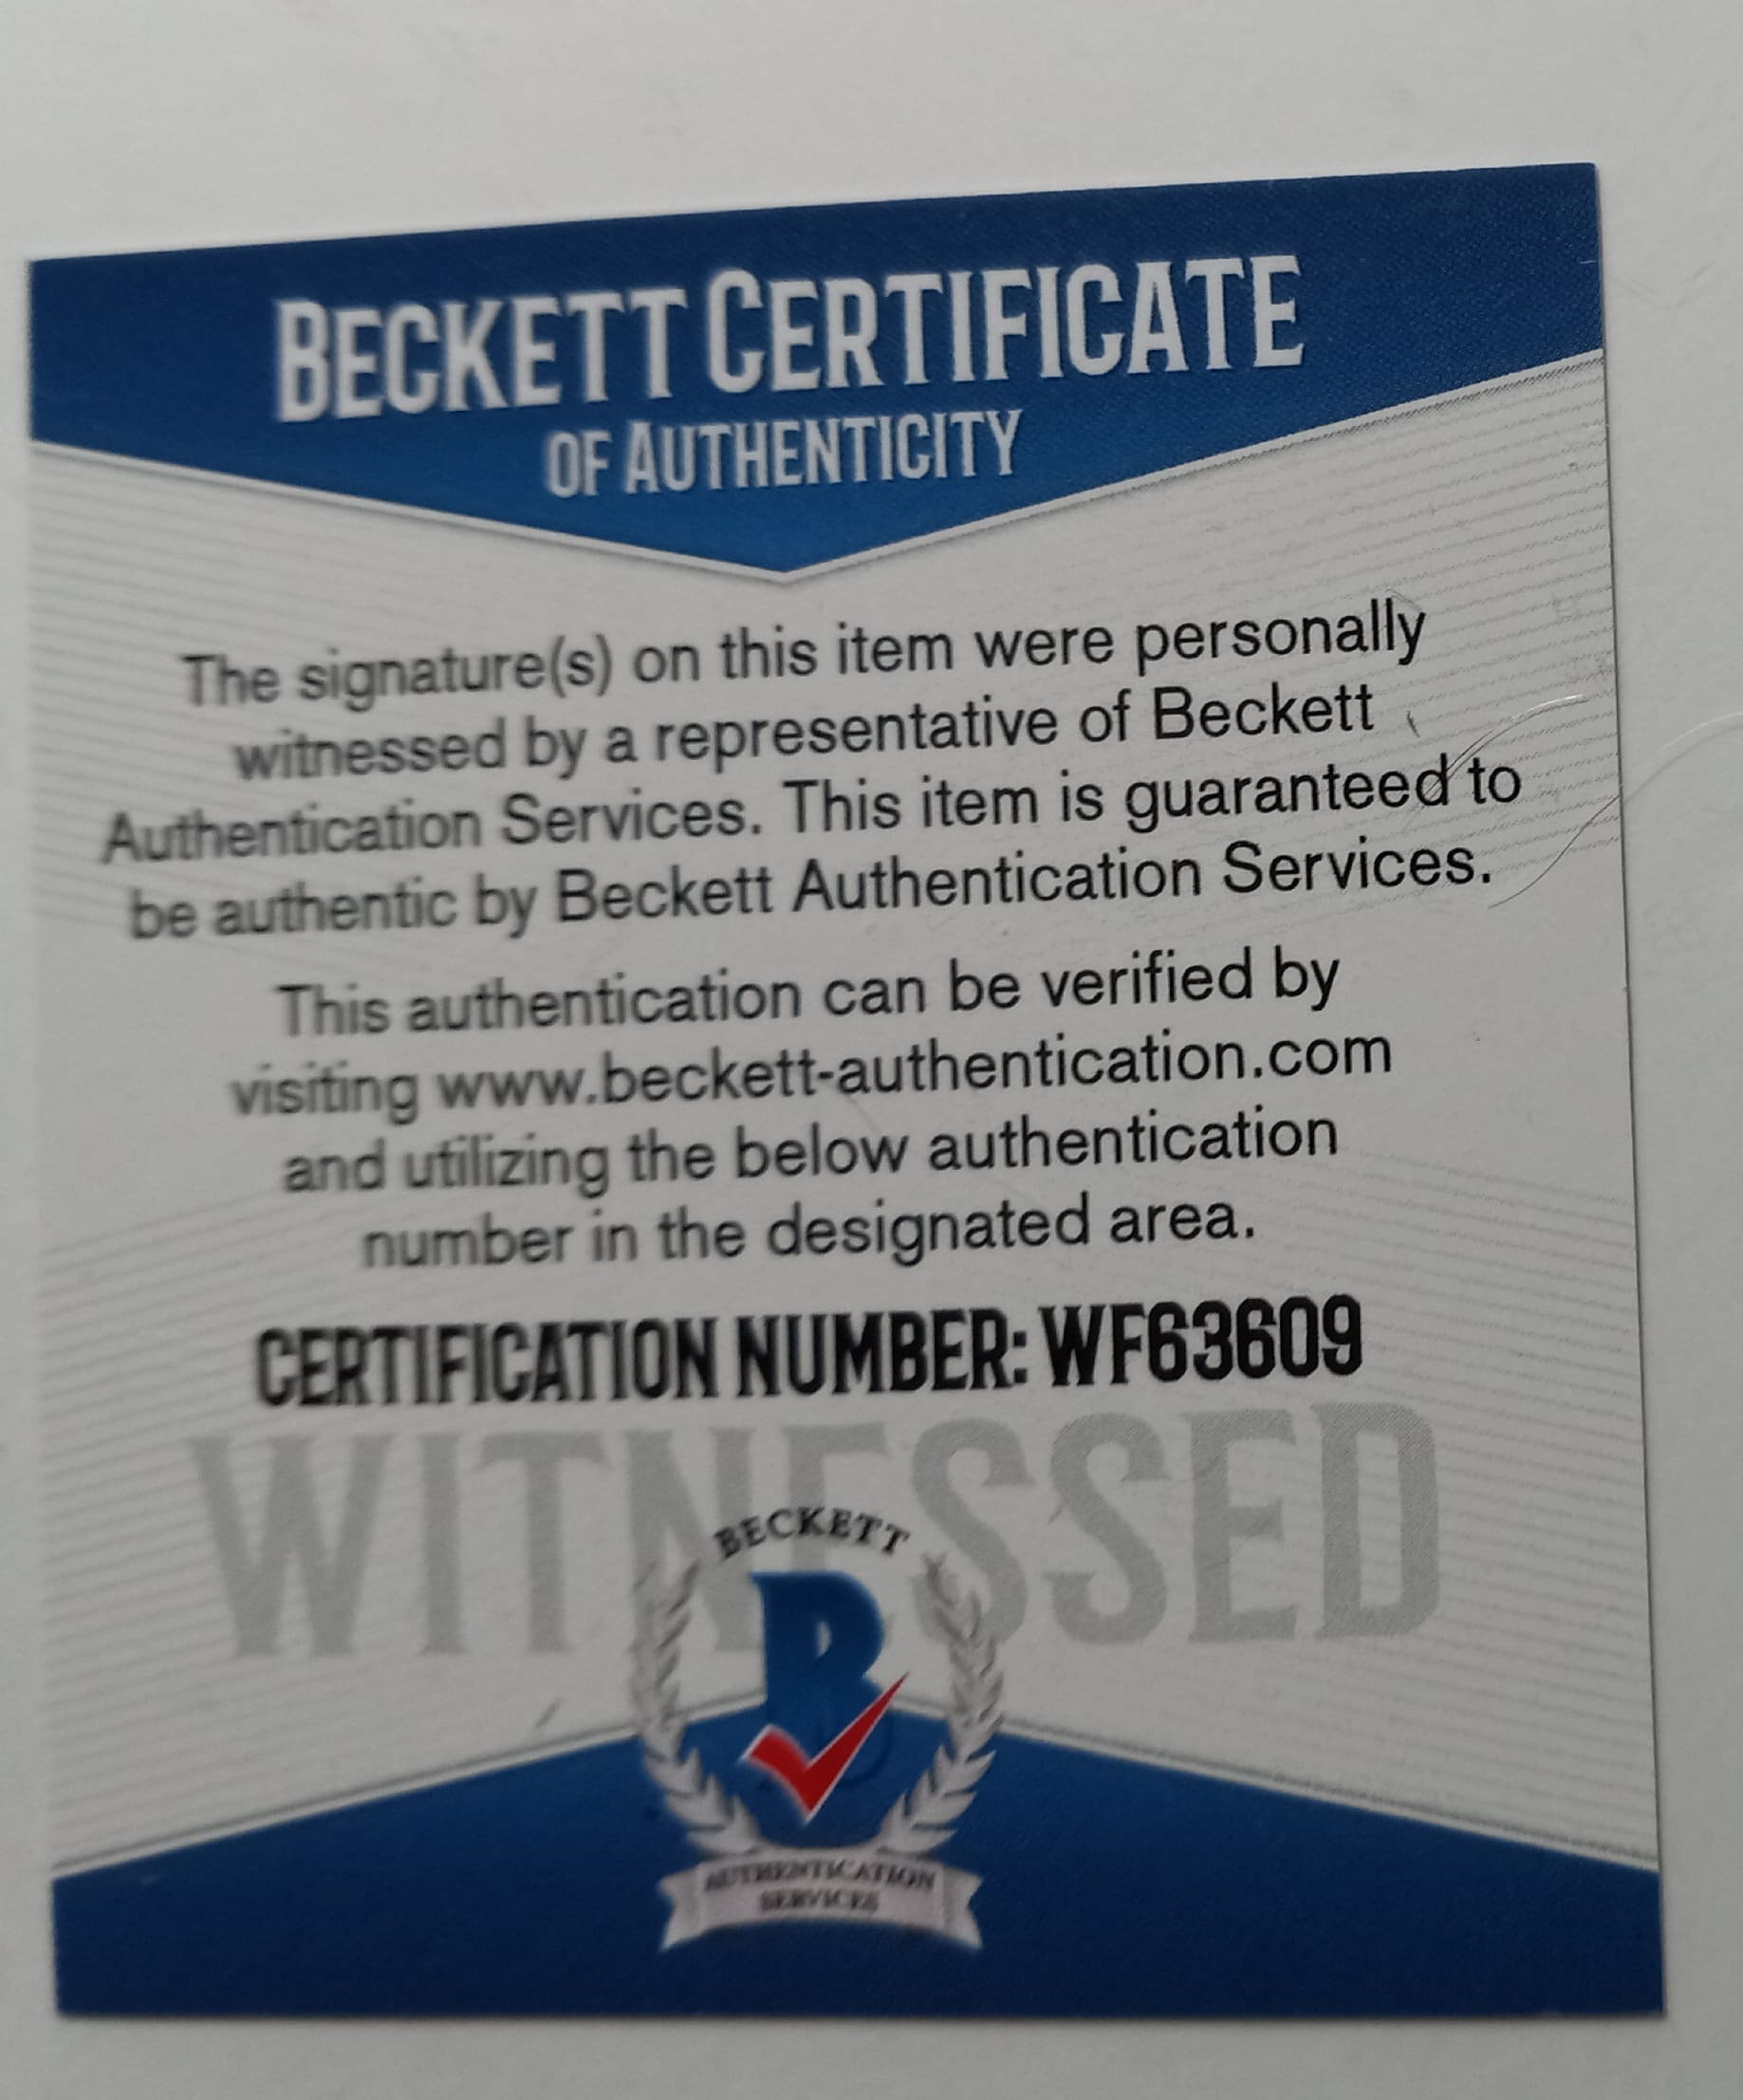 BECKETT CERTIFICATE
OF AUTHENTICITY
The signature(s) on this item were personally
witnessed by a representative of Beckett
Authentication Services. This item is guaranteed to
be authentic by Beckett Authentication Services.
This authentication can be verified by
visiting www.beckett-authentication.com
and utilizing the below authentication
number in the designated area.
CERTIFICATION NUMBER: WF63609
WITNESSED
BECKETT
B
AUTHENTICATION
SERVICES